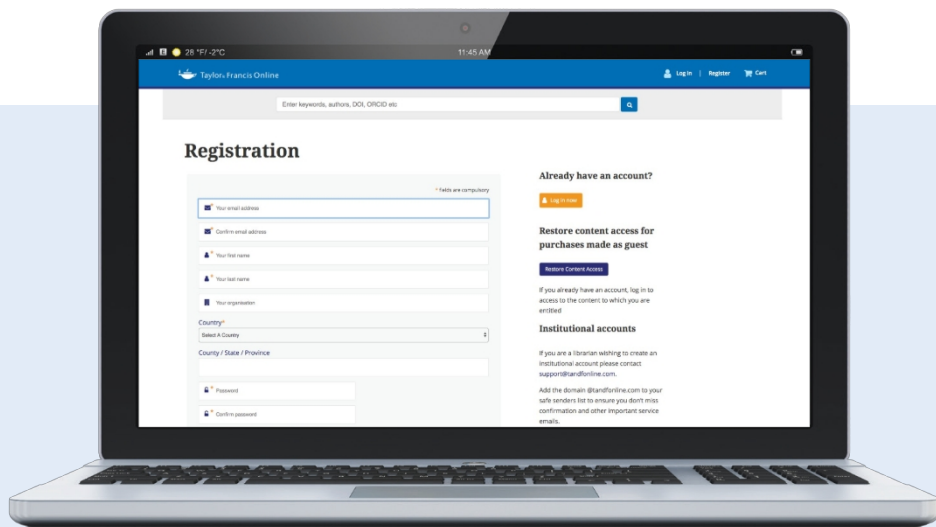 28 °F/ -2°C
11:45 AM
Taylor & Francis Online
Log in | Register
Cart
Enter keywords, authors, DOI, ORCID etc
Registration
* Fields are compulsory
* Your email address
* Confirm email address
* Your first name
* Your last name
Your organisation
Country*
Select A Country
County / State / Province
* Password
* Confirm password
Already have an account?
Log in now
Restore content access for
purchases made as guest
Restore Content Access
If you already have an account, log in to
access to the content to which you are
entitled
Institutional accounts
If you are a librarian wishing to create an
institutional account please contact
support@tandfonline.com.
Add the domain @tandfonline.com to your
safe senders list to ensure you don't miss
confirmation and other important service
emails.